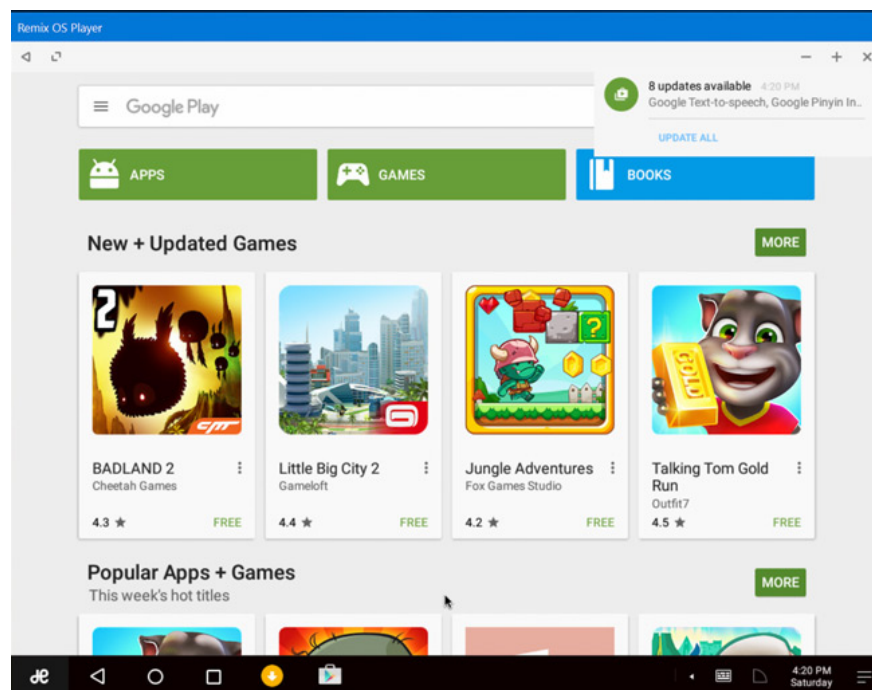 Remix OS Player
Google Play
8 updates available 4:20 PM
Google Text-to-speech, Google Pinyin In..
UPDATE ALL
APPS
GAMES
BOOKS
New + Updated Games
MORE
2
GOLD
BADLAND 2
Cheetah Games
4.3 ★ FREE
Little Big City 2
Gameloft
4.4 ★ FREE
Jungle Adventures
Fox Games Studio
4.2 ★ FREE
Talking Tom Gold
Run
Outfit7
4.5 ★ FREE
Popular Apps + Games
MORE
This week's hot titles
4:20 PM
Saturday